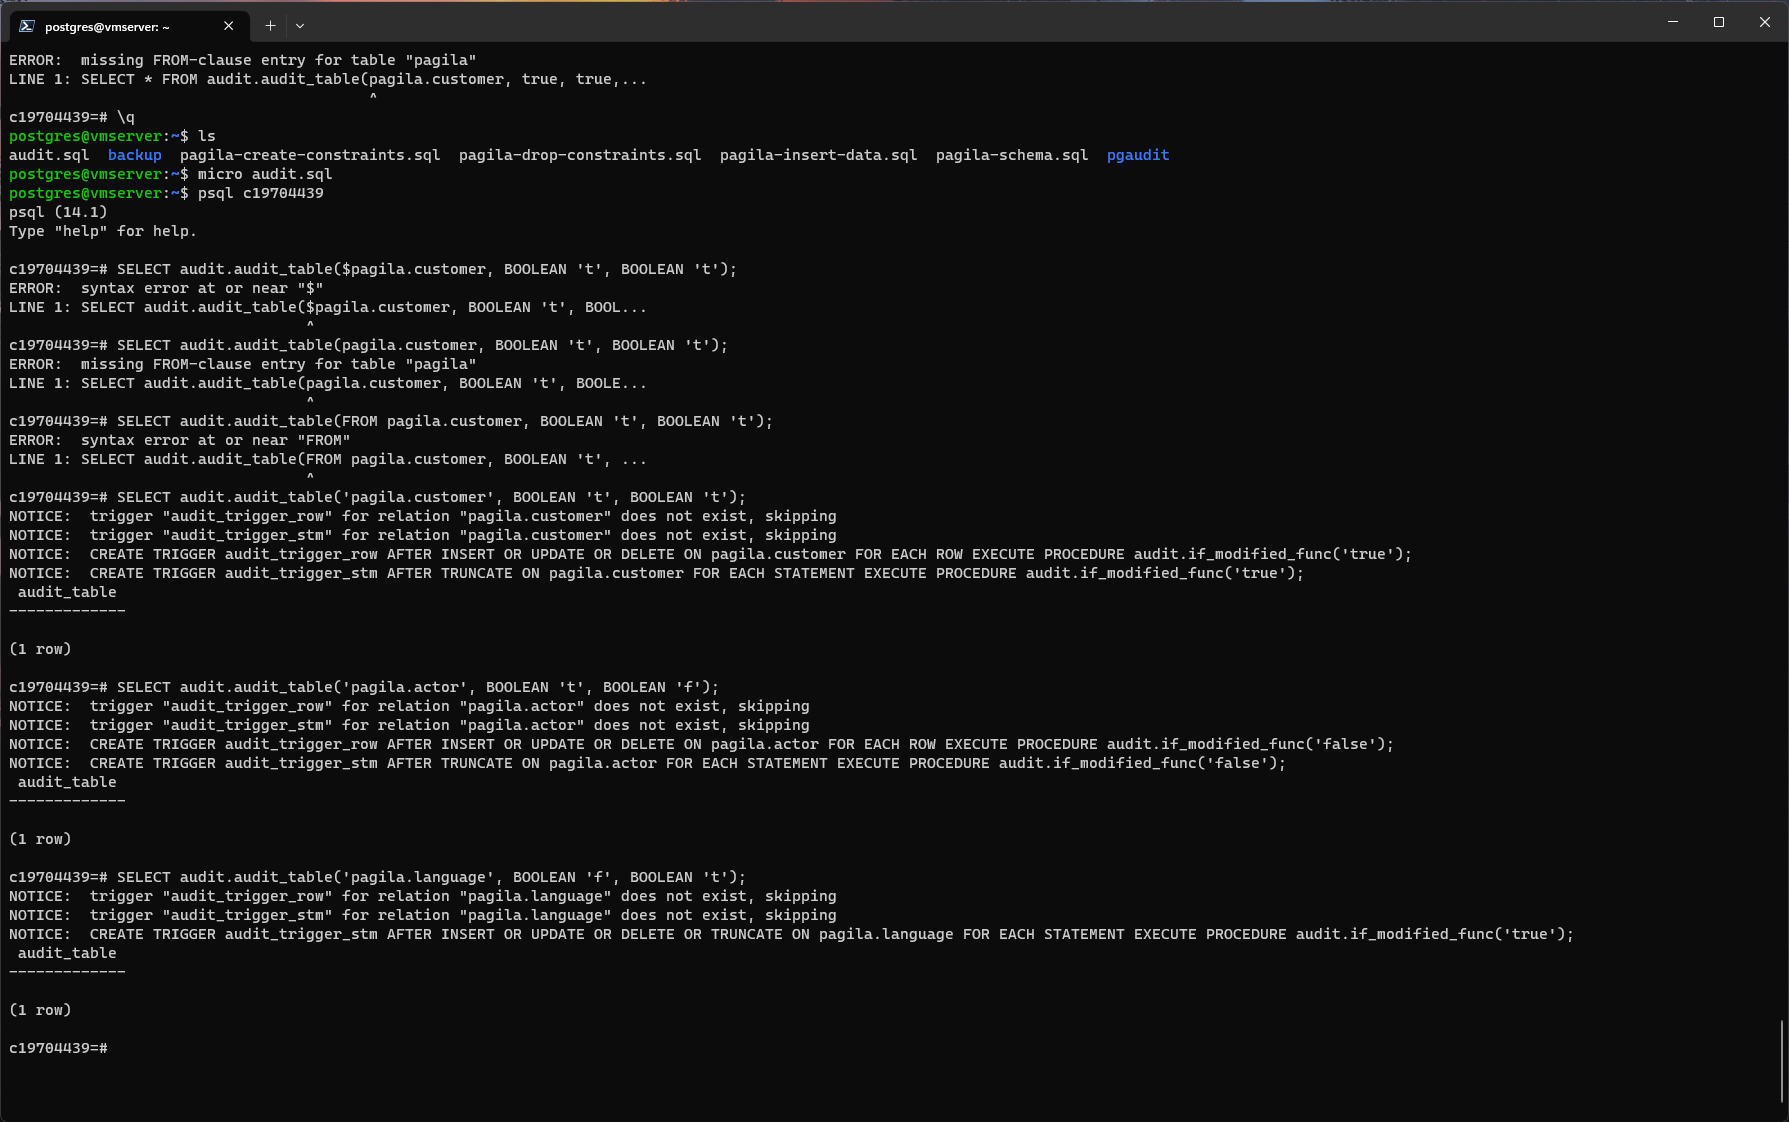 postgres@vmserver: ~
ERROR:  missing FROM-clause entry for table "pagila"
LINE 1: SELECT * FROM audit.audit_table(pagila.customer, true, true,...
^
c19704439=# \q
postgres@vmserver:~$ ls
audit.sql  backup  pagila-create-constraints.sql  pagila-drop-constraints.sql  pagila-insert-data.sql  pagila-schema.sql  pgaudit
postgres@vmserver:~$ micro audit.sql
postgres@vmserver:~$ psql c19704439
psql (14.1)
Type "help" for help.
c19704439=# SELECT audit.audit_table($pagila.customer, BOOLEAN 't', BOOLEAN 't');
ERROR:  syntax error at or near "$"
LINE 1: SELECT audit.audit_table($pagila.customer, BOOLEAN 't', BOOL...
^
c19704439=# SELECT audit.audit_table(pagila.customer, BOOLEAN 't', BOOLEAN 't');
ERROR:  missing FROM-clause entry for table "pagila"
LINE 1: SELECT audit.audit_table(pagila.customer, BOOLEAN 't', BOOLE...
^
c19704439=# SELECT audit.audit_table(FROM pagila.customer, BOOLEAN 't', BOOLEAN 't');
ERROR:  syntax error at or near "FROM"
LINE 1: SELECT audit.audit_table(FROM pagila.customer, BOOLEAN 't', ...
^
c19704439=# SELECT audit.audit_table('pagila.customer', BOOLEAN 't', BOOLEAN 't');
NOTICE:  trigger "audit_trigger_row" for relation "pagila.customer" does not exist, skipping
NOTICE:  trigger "audit_trigger_stm" for relation "pagila.customer" does not exist, skipping
NOTICE:  CREATE TRIGGER audit_trigger_row AFTER INSERT OR UPDATE OR DELETE ON pagila.customer FOR EACH ROW EXECUTE PROCEDURE audit.if_modified_func('true');
NOTICE:  CREATE TRIGGER audit_trigger_stm AFTER TRUNCATE ON pagila.customer FOR EACH STATEMENT EXECUTE PROCEDURE audit.if_modified_func('true');
audit_table
-------------
(1 row)
c19704439=# SELECT audit.audit_table('pagila.actor', BOOLEAN 't', BOOLEAN 'f');
NOTICE:  trigger "audit_trigger_row" for relation "pagila.actor" does not exist, skipping
NOTICE:  trigger "audit_trigger_stm" for relation "pagila.actor" does not exist, skipping
NOTICE:  CREATE TRIGGER audit_trigger_row AFTER INSERT OR UPDATE OR DELETE ON pagila.actor FOR EACH ROW EXECUTE PROCEDURE audit.if_modified_func('false');
NOTICE:  CREATE TRIGGER audit_trigger_stm AFTER TRUNCATE ON pagila.actor FOR EACH STATEMENT EXECUTE PROCEDURE audit.if_modified_func('false');
audit_table
-------------
(1 row)
c19704439=# SELECT audit.audit_table('pagila.language', BOOLEAN 'f', BOOLEAN 't');
NOTICE:  trigger "audit_trigger_row" for relation "pagila.language" does not exist, skipping
NOTICE:  trigger "audit_trigger_stm" for relation "pagila.language" does not exist, skipping
NOTICE:  CREATE TRIGGER audit_trigger_stm AFTER INSERT OR UPDATE OR DELETE OR TRUNCATE ON pagila.language FOR EACH STATEMENT EXECUTE PROCEDURE audit.if_modified_func('true');
audit_table
-------------
(1 row)
c19704439=#